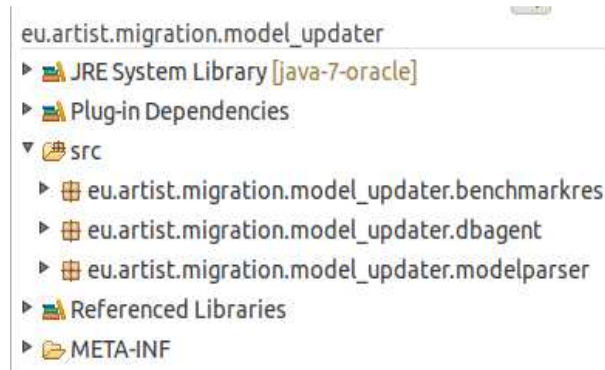 eu.artist.migration.model_updater
JRE System Library [java-7-oracle]
Plug-in Dependencies
src
eu.artist.migration.model_updater.benchmarkres
eu.artist.migration.model_updater.dbagent
eu.artist.migration.model_updater.modelparser
Referenced Libraries
META-INF